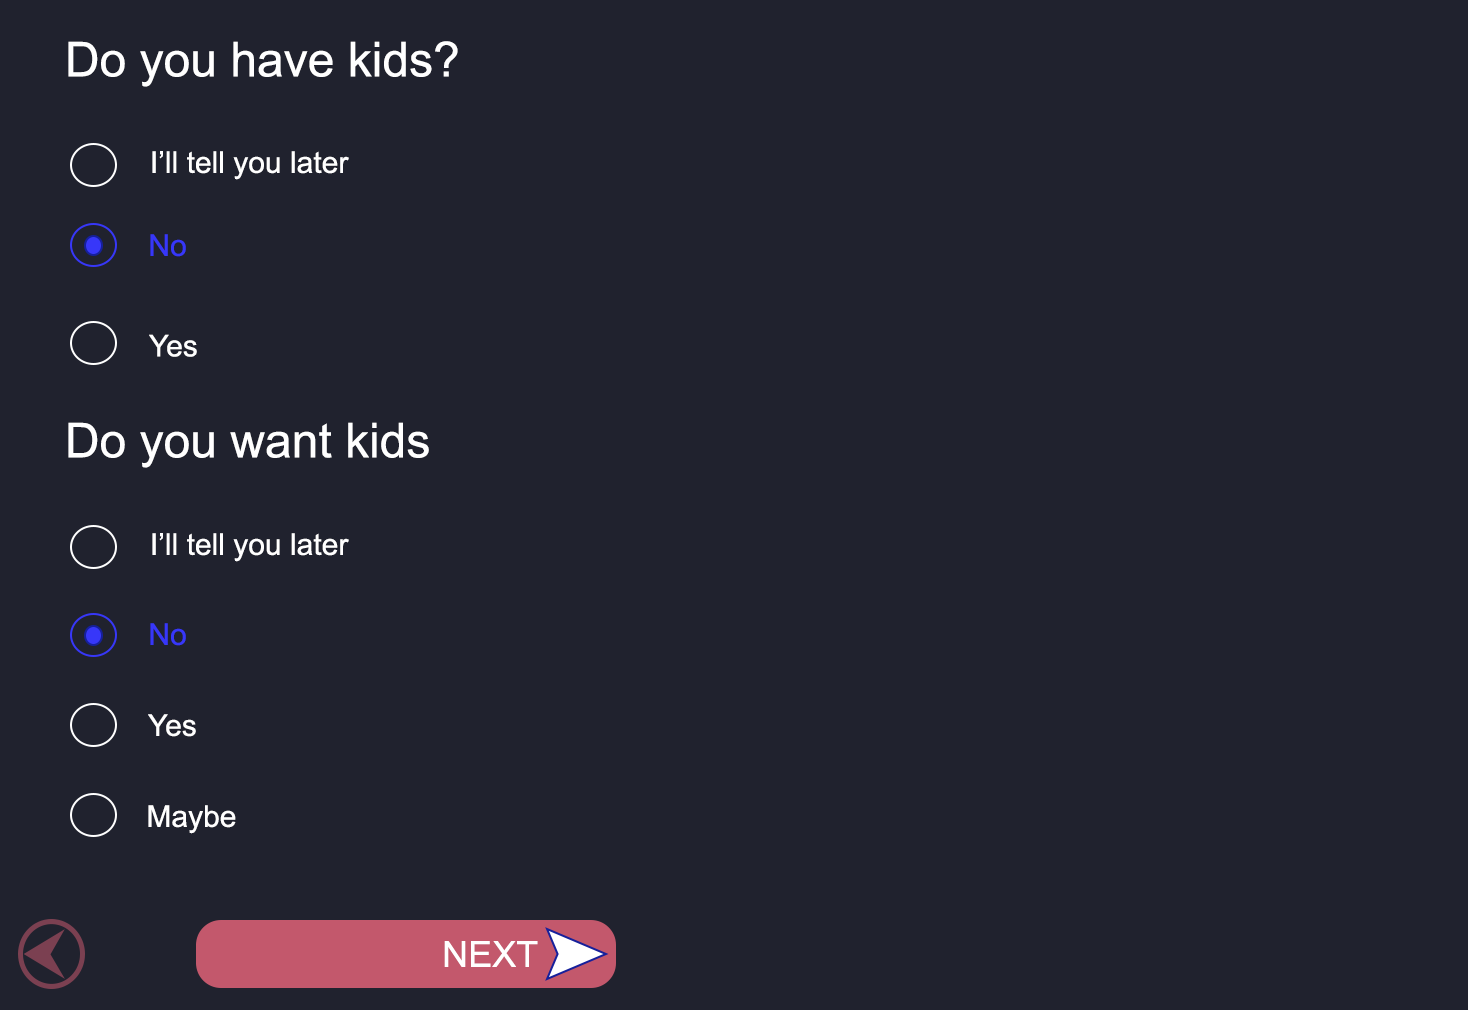 Do you have kids?
I’ll tell you later
No
Yes
Do you want kids
I’ll tell you later
No
Yes
Maybe
NEXT